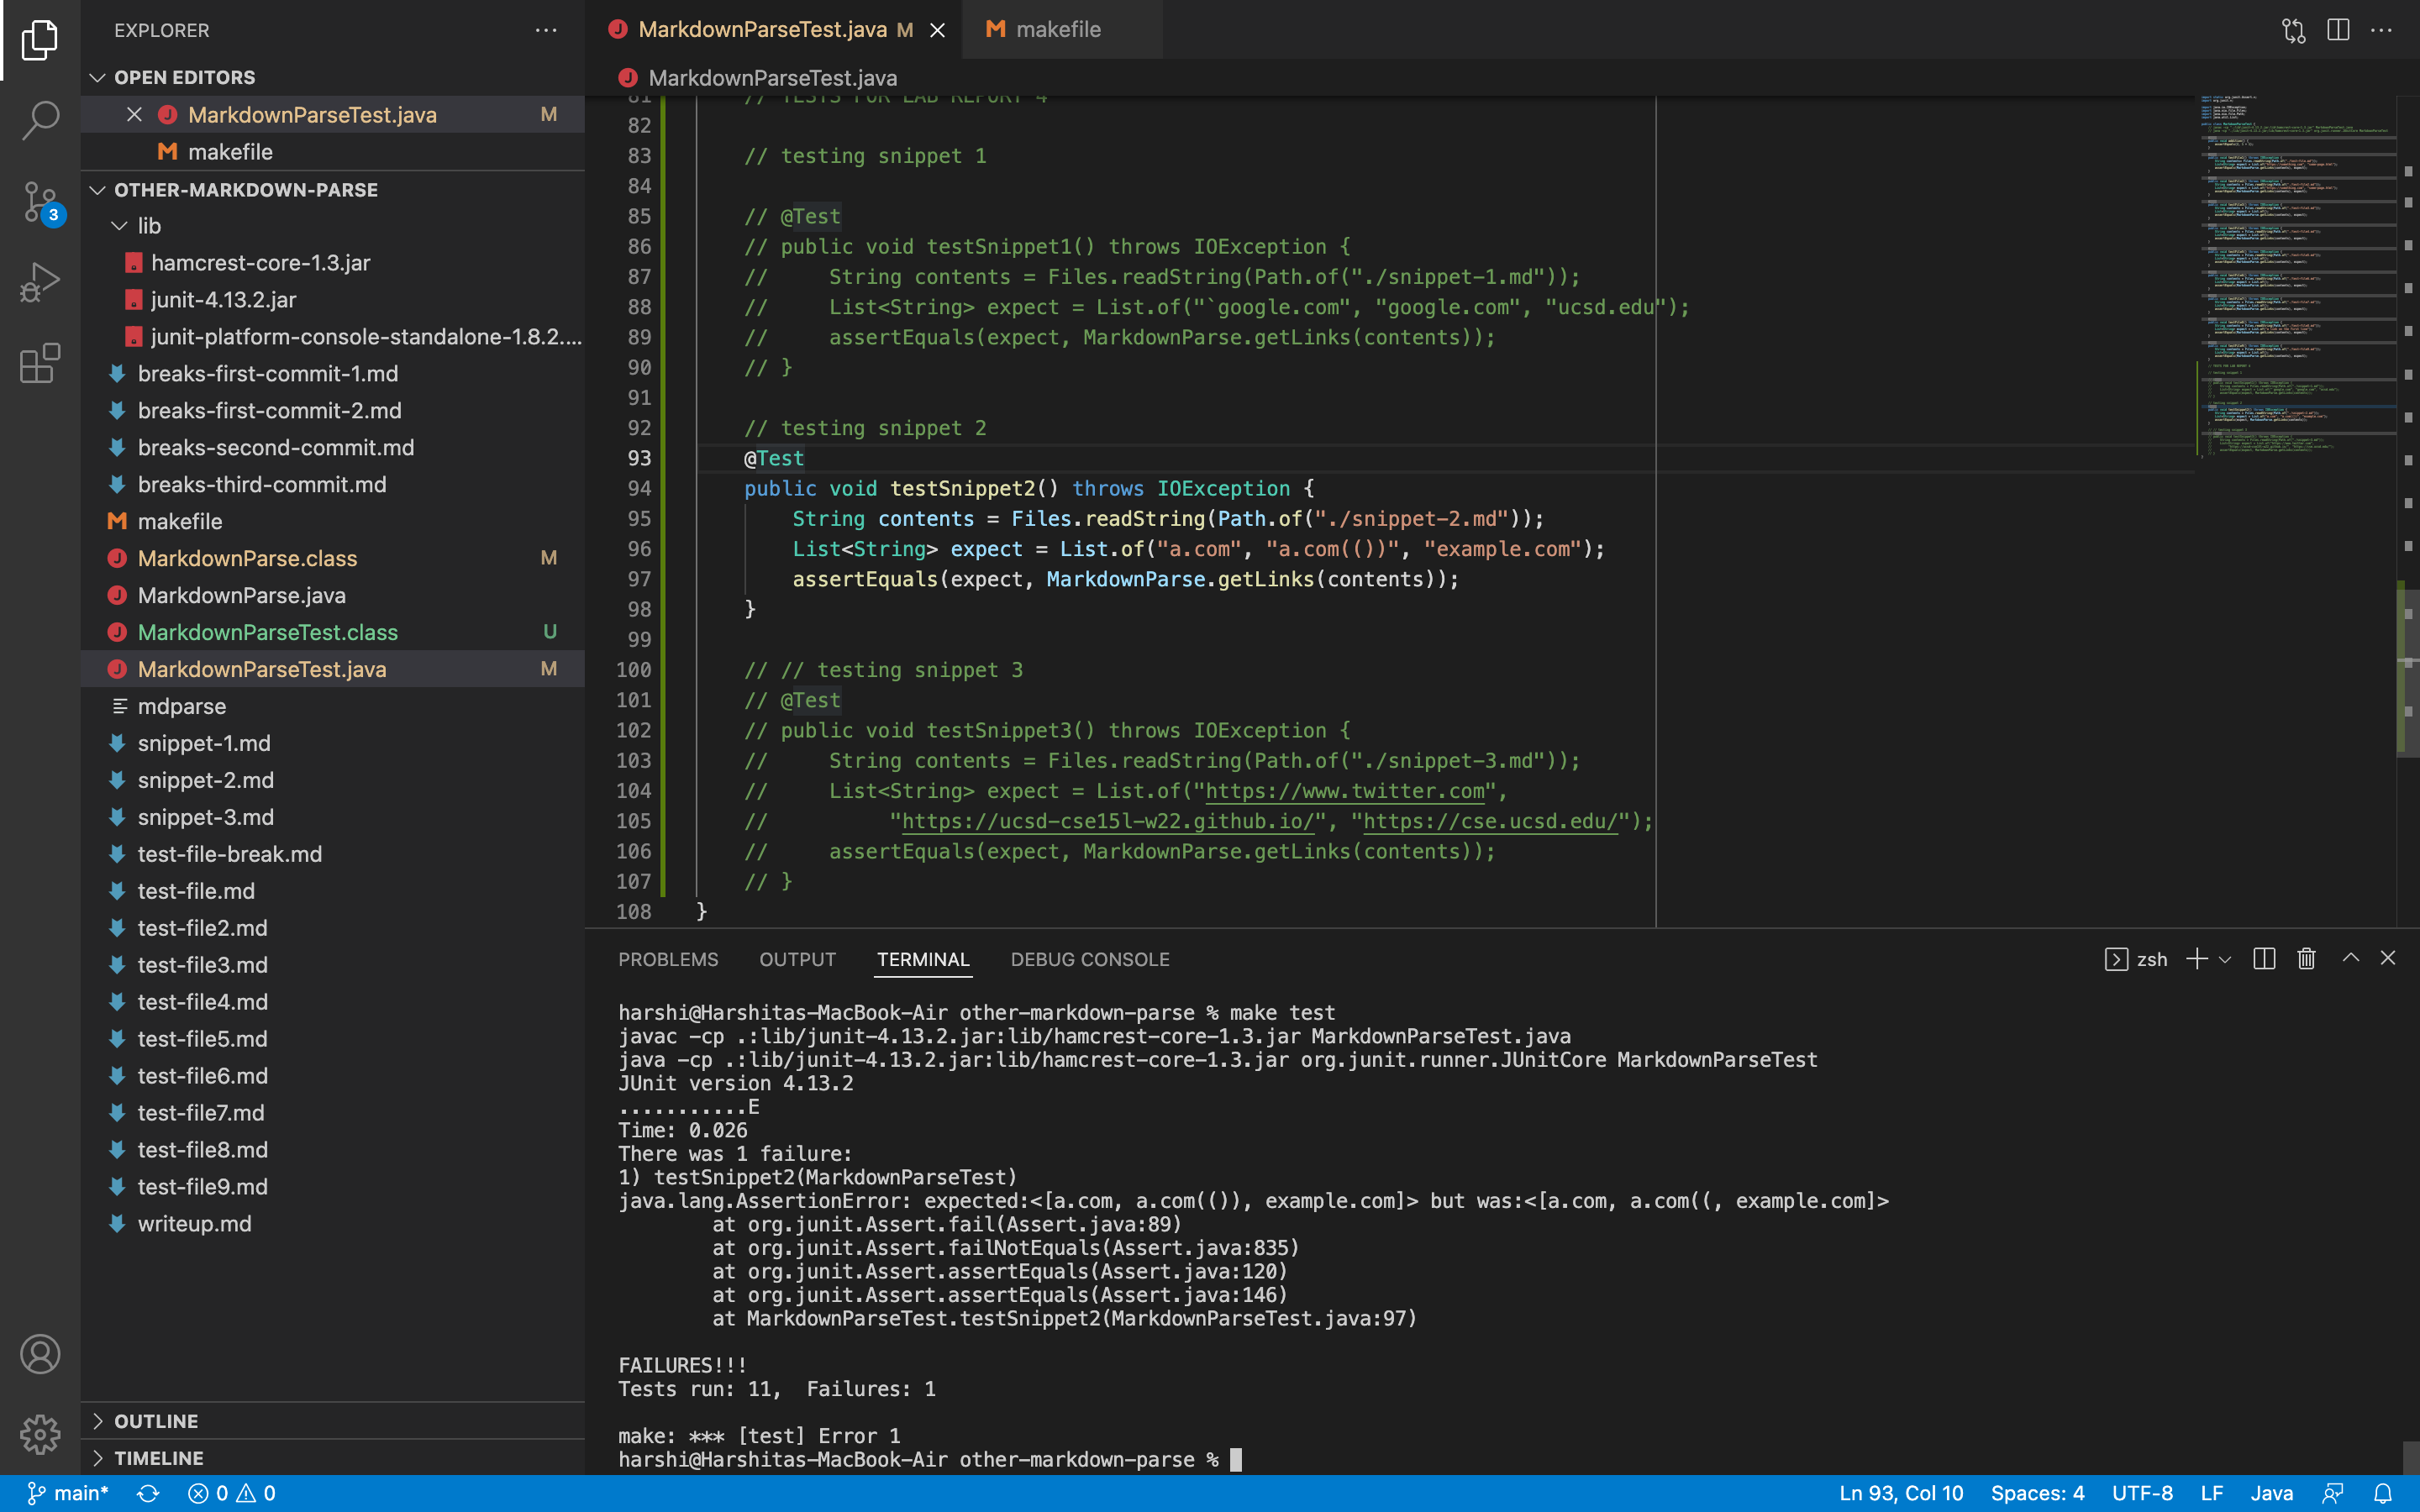 EXPLORER
OPEN EDITORS
MarkdownParseTest.java M
makefile
OTHER-MARKDOWN-PARSE
lib
hamcrest-core-1.3.jar
junit-4.13.2.jar
junit-platform-console-standalone-1.8.2....
breaks-first-commit-1.md
breaks-first-commit-2.md
breaks-second-commit.md
breaks-third-commit.md
makefile
MarkdownParse.class M
MarkdownParse.java
MarkdownParseTest.class U
MarkdownParseTest.java M
mdparse
snippet-1.md
snippet-2.md
snippet-3.md
test-file-break.md
test-file.md
test-file2.md
test-file3.md
test-file4.md
test-file5.md
test-file6.md
test-file7.md
test-file8.md
test-file9.md
writeup.md
OUTLINE
TIMELINE
3
MarkdownParseTest.java M
makefile
MarkdownParseTest.java
81 // TESTS FOR LAB REPORT 4
82
83 // testing snippet 1
84
85 // @Test
86 // public void testSnippet1() throws IOException {
87 //     String contents = Files.readString(Path.of("./snippet-1.md"));
88 //     List<String> expect = List.of("`google.com", "google.com", "ucsd.edu");
89 //     assertEquals(expect, MarkdownParse.getLinks(contents));
90 // }
91
92 // testing snippet 2
93 @Test
94 public void testSnippet2() throws IOException {
95     String contents = Files.readString(Path.of("./snippet-2.md"));
96     List<String> expect = List.of("a.com", "a.com(())", "example.com");
97     assertEquals(expect, MarkdownParse.getLinks(contents));
98 }
99
100 // // testing snippet 3
101 // @Test
102 // public void testSnippet3() throws IOException {
103 //     String contents = Files.readString(Path.of("./snippet-3.md"));
104 //     List<String> expect = List.of("https://www.twitter.com",
105 //          "https://ucsd-cse15l-w22.github.io/", "https://cse.ucsd.edu/");
106 //     assertEquals(expect, MarkdownParse.getLinks(contents));
107 // }
108 }
PROBLEMS OUTPUT TERMINAL DEBUG CONSOLE
zsh
harshi@Harshitas-MacBook-Air other-markdown-parse % make test
javac -cp .:lib/junit-4.13.2.jar:lib/hamcrest-core-1.3.jar MarkdownParseTest.java
java -cp .:lib/junit-4.13.2.jar:lib/hamcrest-core-1.3.jar org.junit.runner.JUnitCore MarkdownParseTest
JUnit version 4.13.2
...........E
Time: 0.026
There was 1 failure:
1) testSnippet2(MarkdownParseTest)
java.lang.AssertionError: expected:<[a.com, a.com(()), example.com]> but was:<[a.com, a.com((, example.com]>
at org.junit.Assert.fail(Assert.java:89)
at org.junit.Assert.failNotEquals(Assert.java:835)
at org.junit.Assert.assertEquals(Assert.java:120)
at org.junit.Assert.assertEquals(Assert.java:146)
at MarkdownParseTest.testSnippet2(MarkdownParseTest.java:97)
FAILURES!!!
Tests run: 11,  Failures: 1
make: *** [test] Error 1
harshi@Harshitas-MacBook-Air other-markdown-parse %
main* 0 0
Ln 93, Col 10 Spaces: 4 UTF-8 LF Java